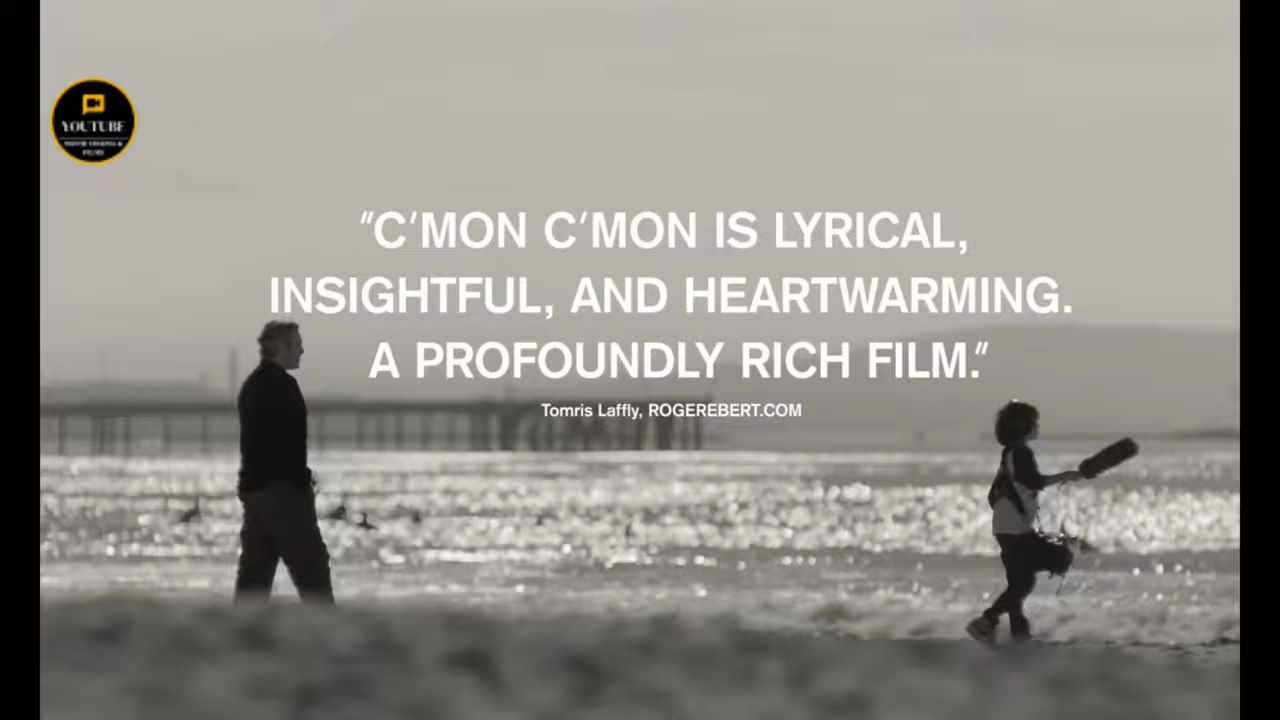 YOUTUBE
"C'MON C'MON IS LYRICAL,
INSIGHTFUL, AND HEARTWARMING.
A PROFOUNDLY RICH FILM."
Tomris Laffly, ROGEREBERT.COM